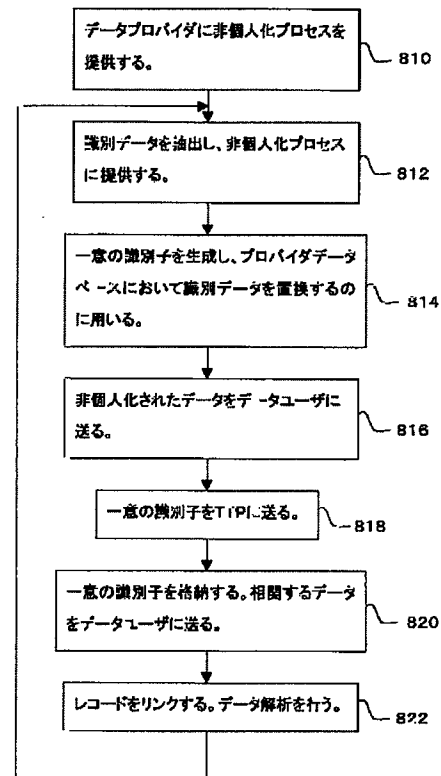 データプロバイダに非個人化プロセスを
提供する。
810
識別データを抽出し、非個人化プロセス
に提供する。
812
一意の識別子を生成し、プロバイダデータ
ベースにおいて識別データを置換するの
に用いる。
814
非個人化されたデータをデータユーザに
送る。
816
一意の識別子をTTPに送る。
818
一意の識別子を格納する。相関するデータ
をデータユーザに送る。
820
レコードをリンクする。データ解析を行う。
822